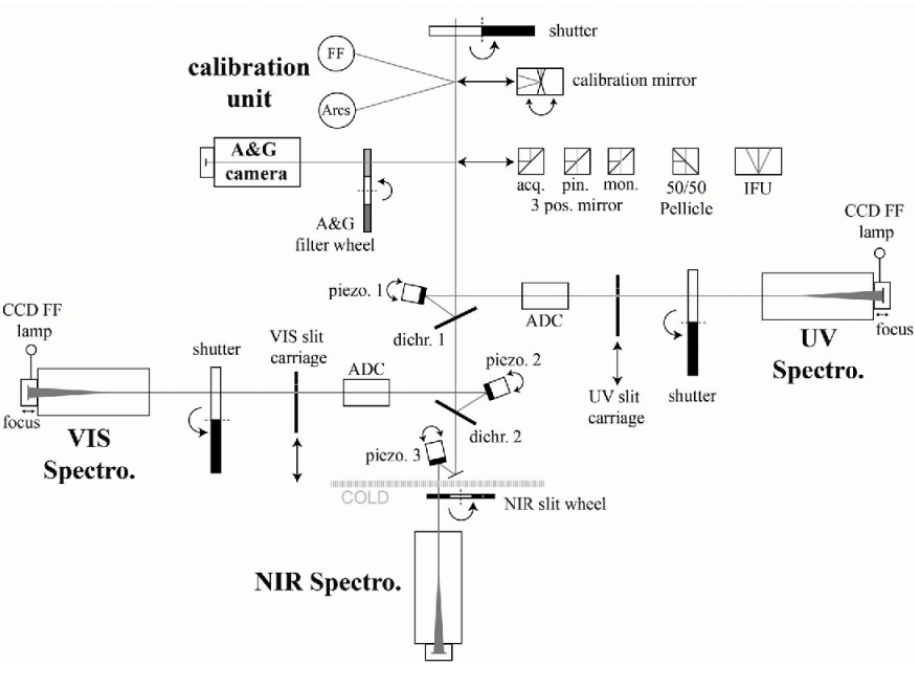 shutter
FF
calibration
unit
calibration mirror
Arcs
A&G
camera
acq.
pin.
mon.
3 pos. mirror
50/50
Pellicle
IFU
A&G
filter wheel
CCD FF
lamp
piezo. 1
ADC
dichr. 1
focus
UV
Spectro.
CCD FF
lamp
VIS slit
carriage
shutter
ADC
piezo. 2
UV slit
carriage
shutter
focus
VIS
Spectro.
dichr. 2
piezo. 3
COLD
NIR slit wheel
NIR Spectro.